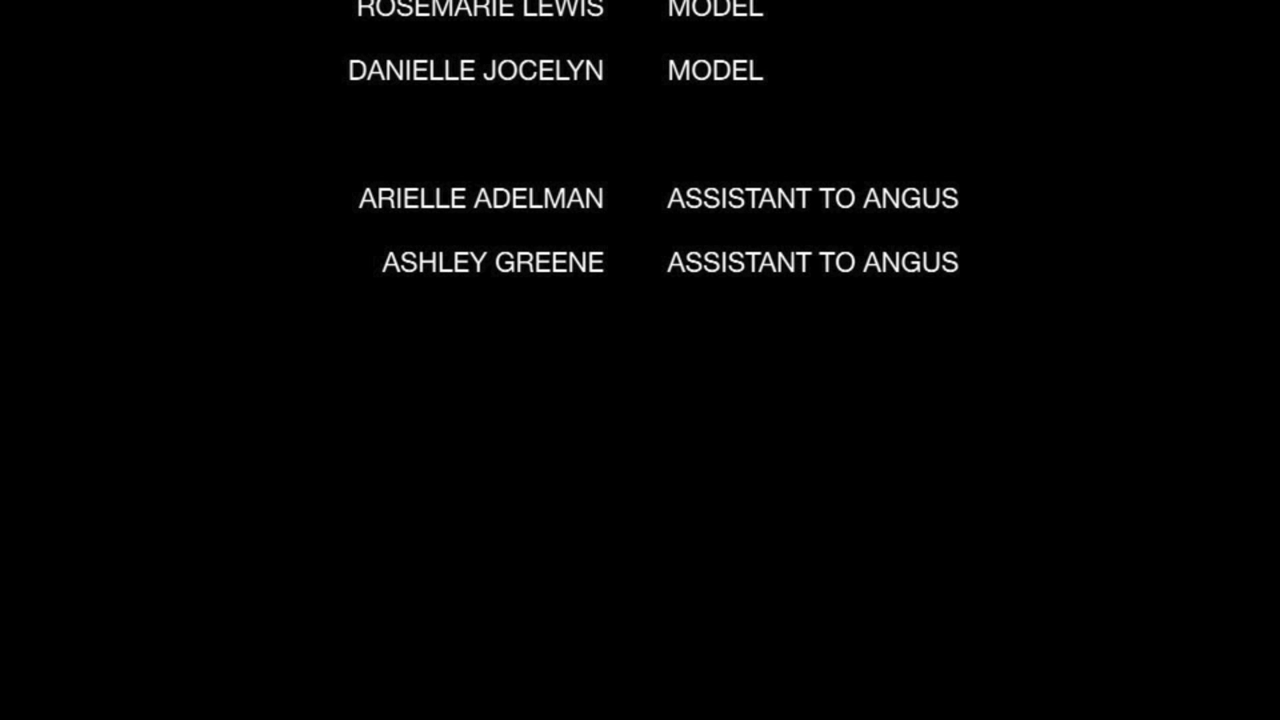 ROSEMARIE LEWIS MODEL
DANIELLE JOCELYN MODEL
ARIELLE ADELMAN ASSISTANT TO ANGUS
ASHLEY GREENE ASSISTANT TO ANGUS